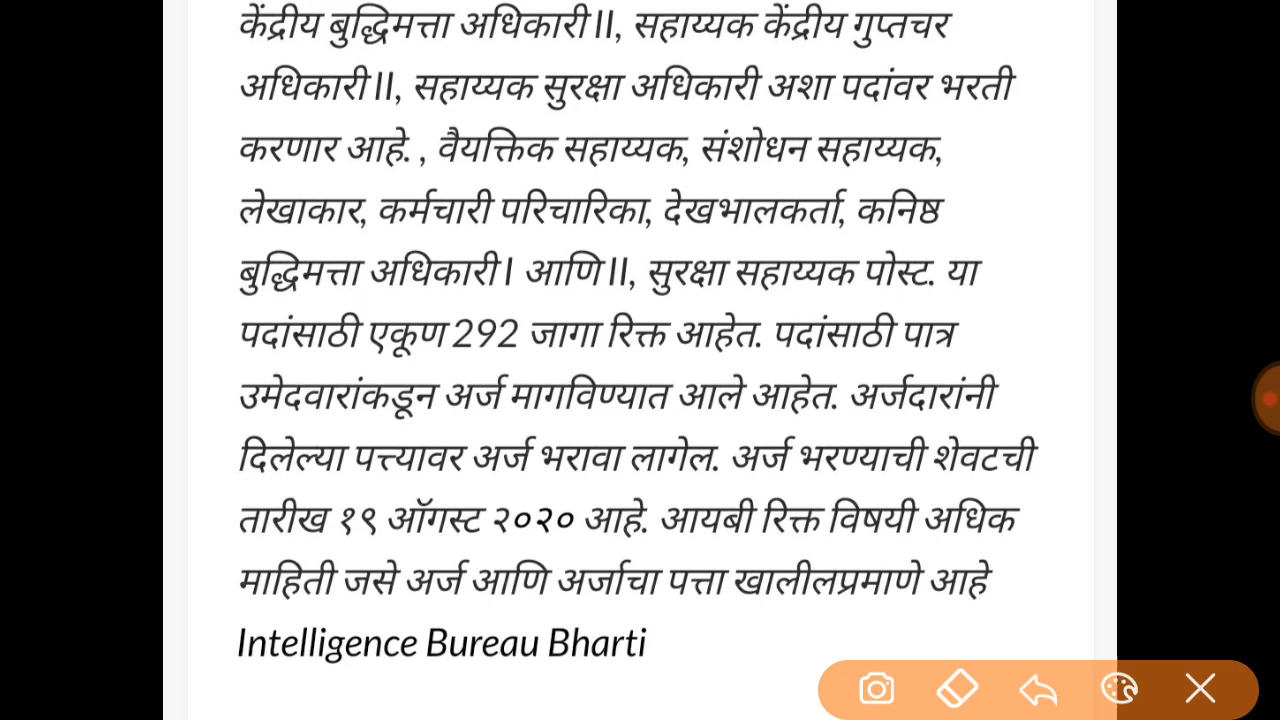 केंद्रीय बुद्धिमत्ता अधिकारी II, सहाय्यक केंद्रीय गुप्तचर
अधिकारी II, सहाय्यक सुरक्षा अधिकारी अशा पदांवर भरती
करणार आहे. , वैयक्तिक सहाय्यक, संशोधन सहाय्यक,
लेखाकार, कर्मचारी परिचारिका, देखभालकर्ता, कनिष्ठ
बुद्धिमत्ता अधिकारी I आणि II, सुरक्षा सहाय्यक पोस्ट. या
पदांसाठी एकूण 292 जागा रिक्त आहेत. पदांसाठी पात्र
उमेदवारांकडून अर्ज मागविण्यात आले आहेत. अर्जदारांनी
दिलेल्या पत्त्यावर अर्ज भरावा लागेल. अर्ज भरण्याची शेवटची
तारीख १९ ऑगस्ट २०२० आहे. आयबी रिक्त विषयी अधिक
माहिती जसे अर्ज आणि अर्जाचा पत्ता खालीलप्रमाणे आहे
Intelligence Bureau Bharti